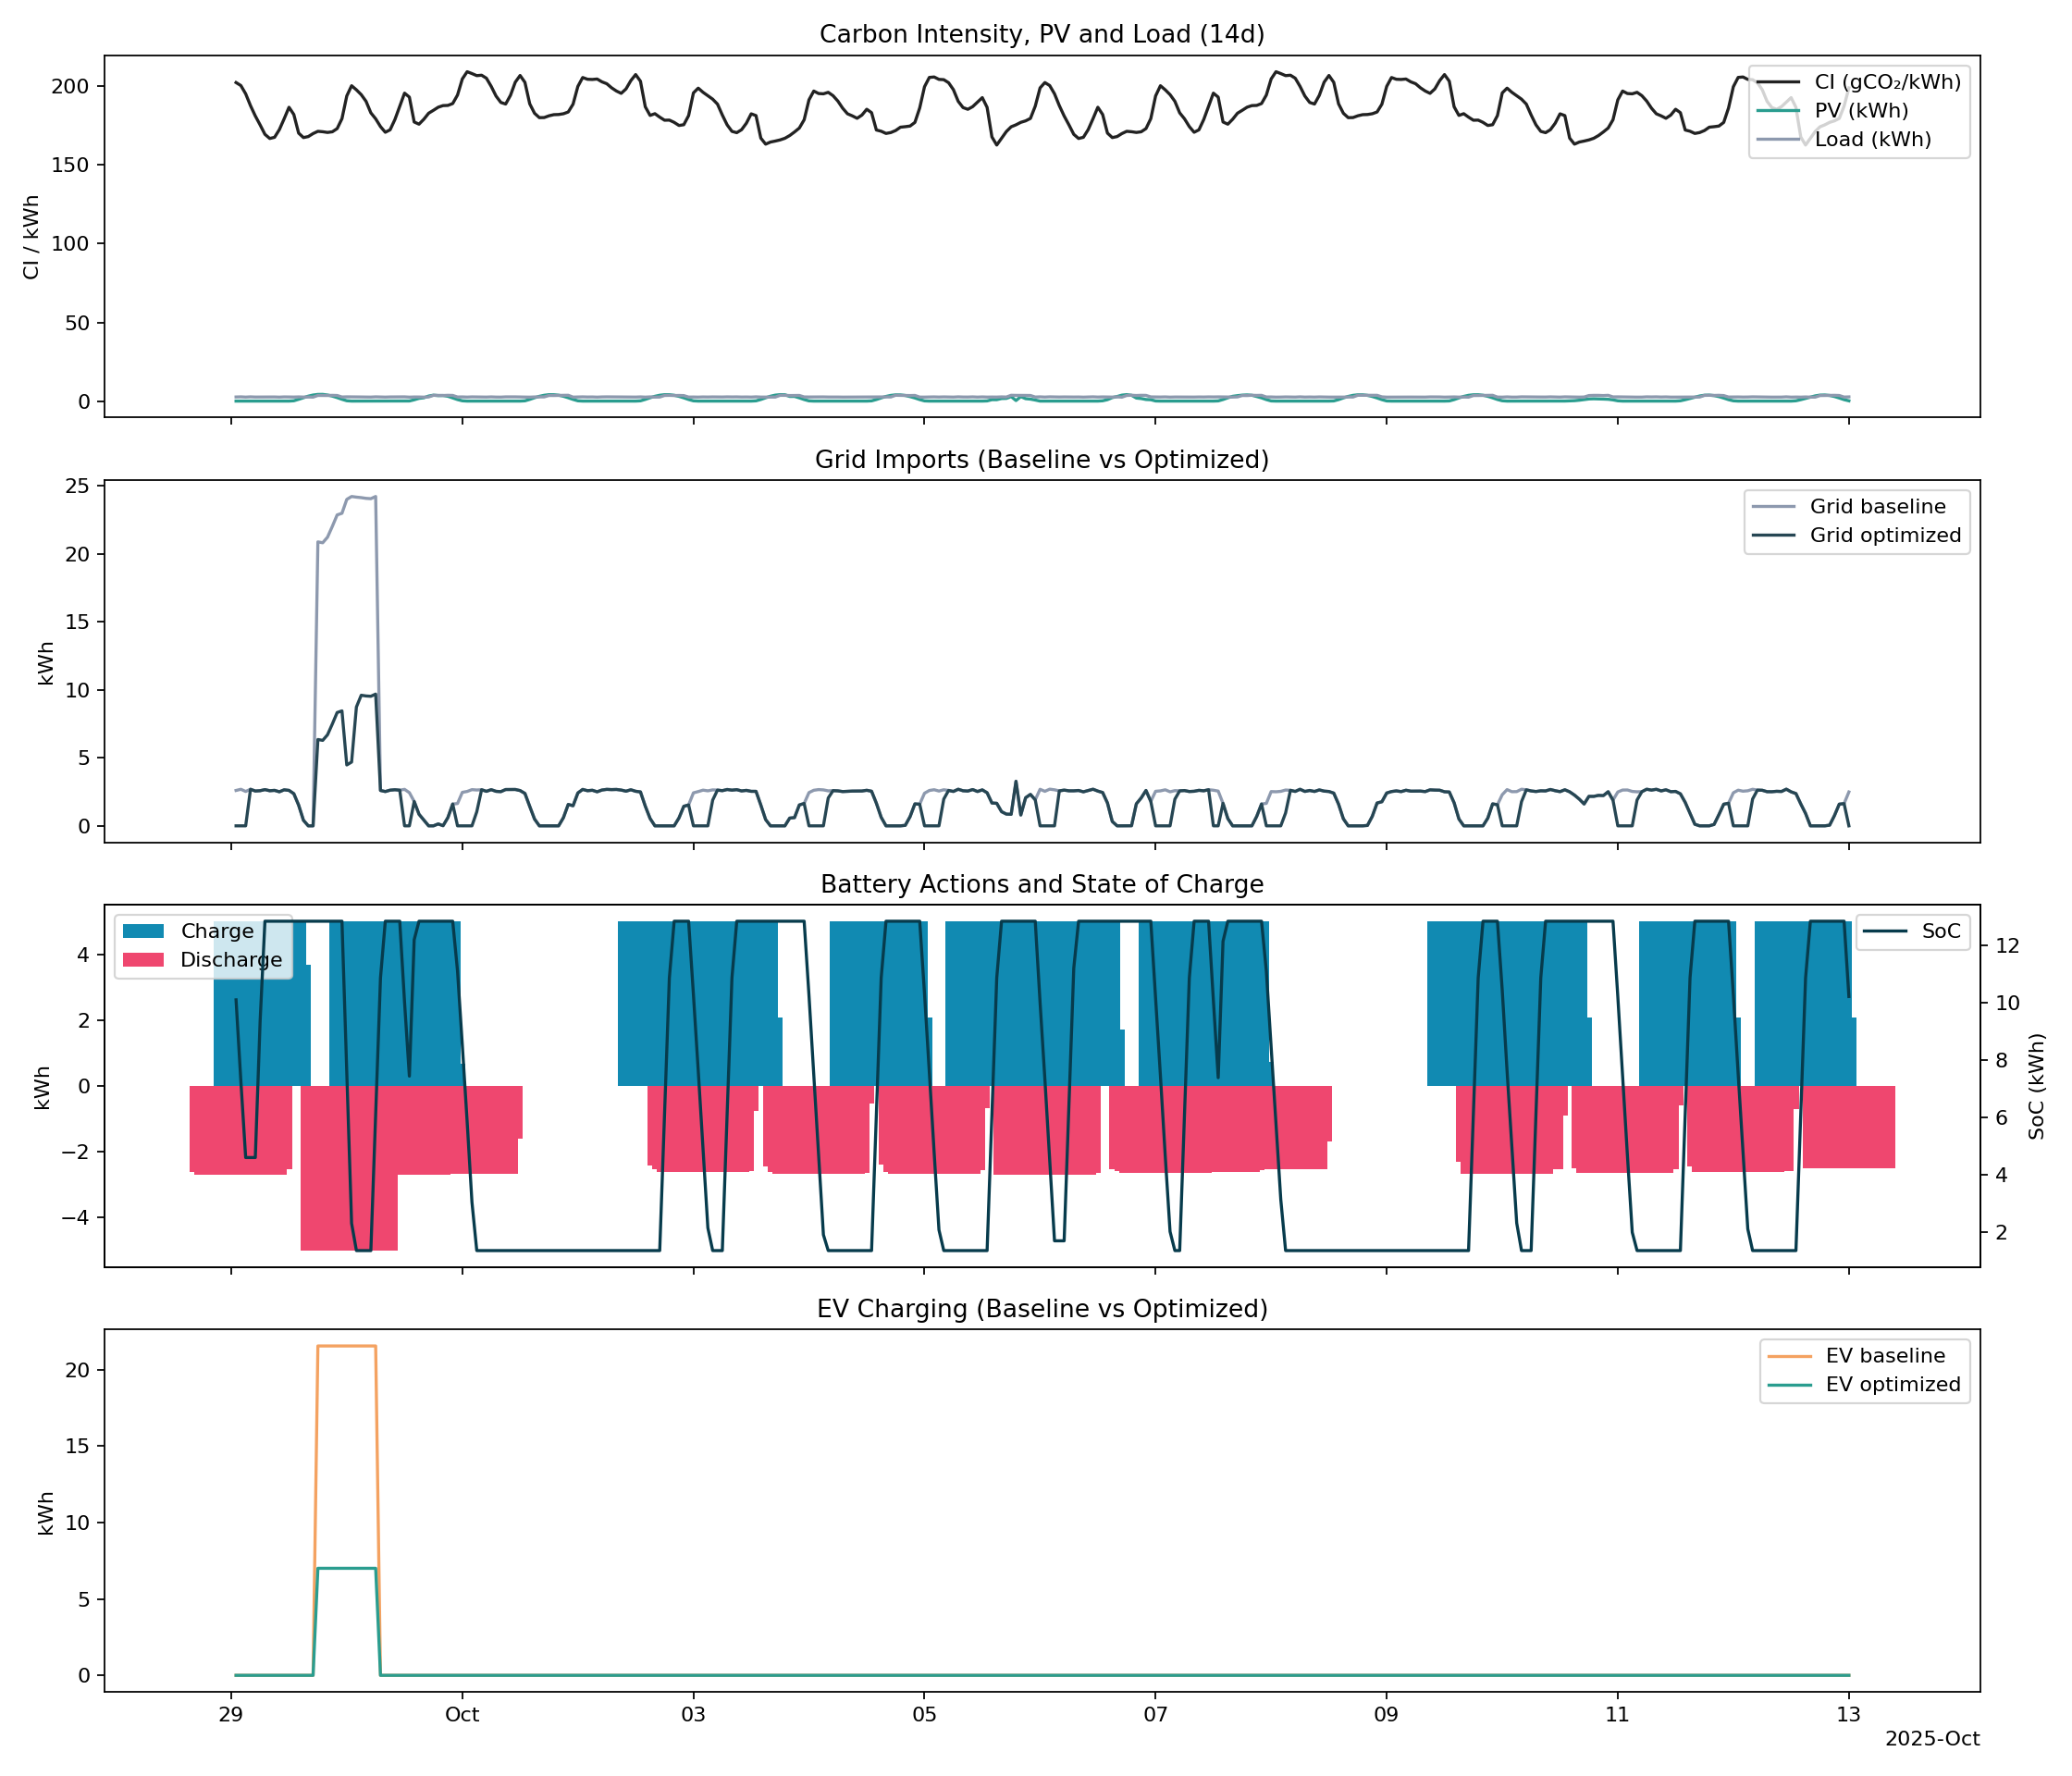 Carbon Intensity, PV and Load (14d)
CI / kWh
200
150
100
50
0
CI (gCO₂/kWh)
PV (kWh)
Load (kWh)
Grid Imports (Baseline vs Optimized)
kWh
25
20
15
10
5
0
Grid baseline
Grid optimized
Battery Actions and State of Charge
kWh
4
2
0
−2
−4
Charge
Discharge
SoC
12
10
8
6
4
2
SoC (kWh)
EV Charging (Baseline vs Optimized)
kWh
20
15
10
5
0
EV baseline
EV optimized
29 Oct 03 05 07 09 11 13
2025-Oct